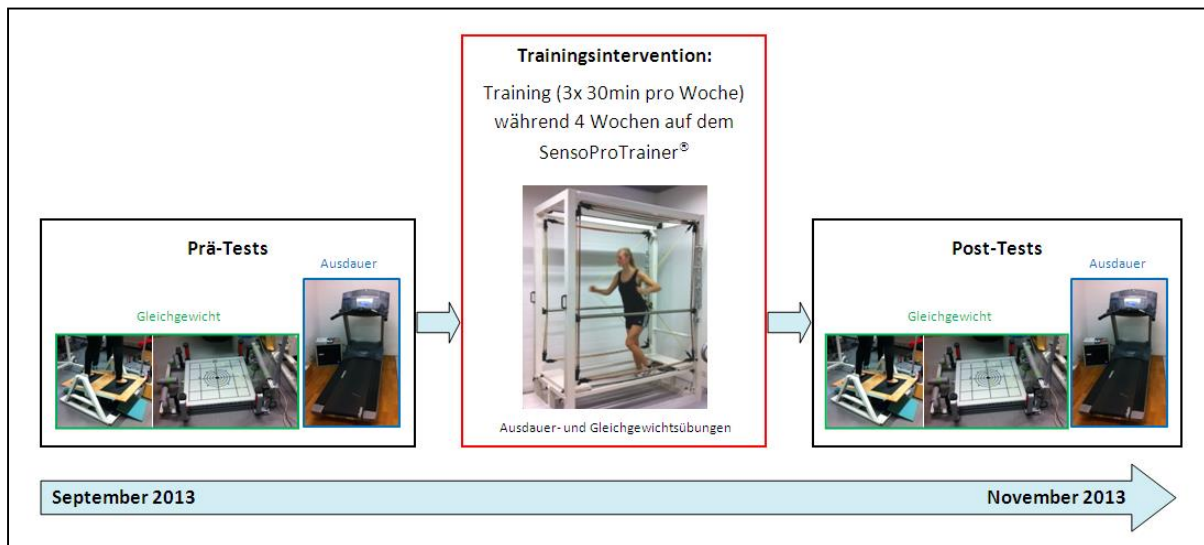 Trainingsintervention:
Training (3x 30min pro Woche)
während 4 Wochen auf dem
SensoProTrainer®
Ausdauer- und Gleichgewichtsübungen
Prä-Tests
Ausdauer
Gleichgewicht
Post-Tests
Ausdauer
Gleichgewicht
September 2013
November 2013